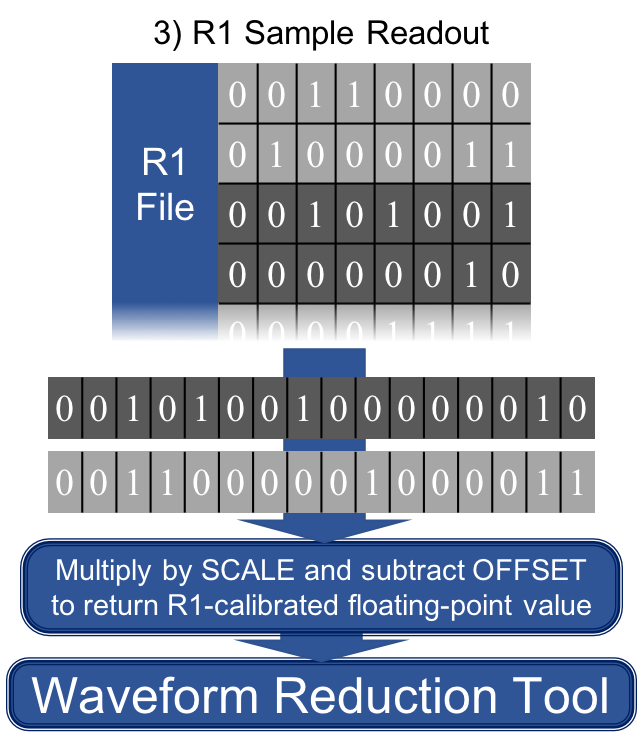 3) R1 Sample Readout
R1
File
0 0 1 1 0 0 0 0
0 1 0 0 0 0 1 1
0 0 1 0 1 0 0 1
0 0 0 0 0 0 1 0
0 0 0 0 1 1 1 1
0 0 1 0 1 0 0 1 0 0 0 0 0 0 1 0
0 0 1 1 0 0 0 0 0 1 0 0 0 0 1 1
Multiply by SCALE and subtract OFFSET
to return R1-calibrated floating-point value
Waveform Reduction Tool